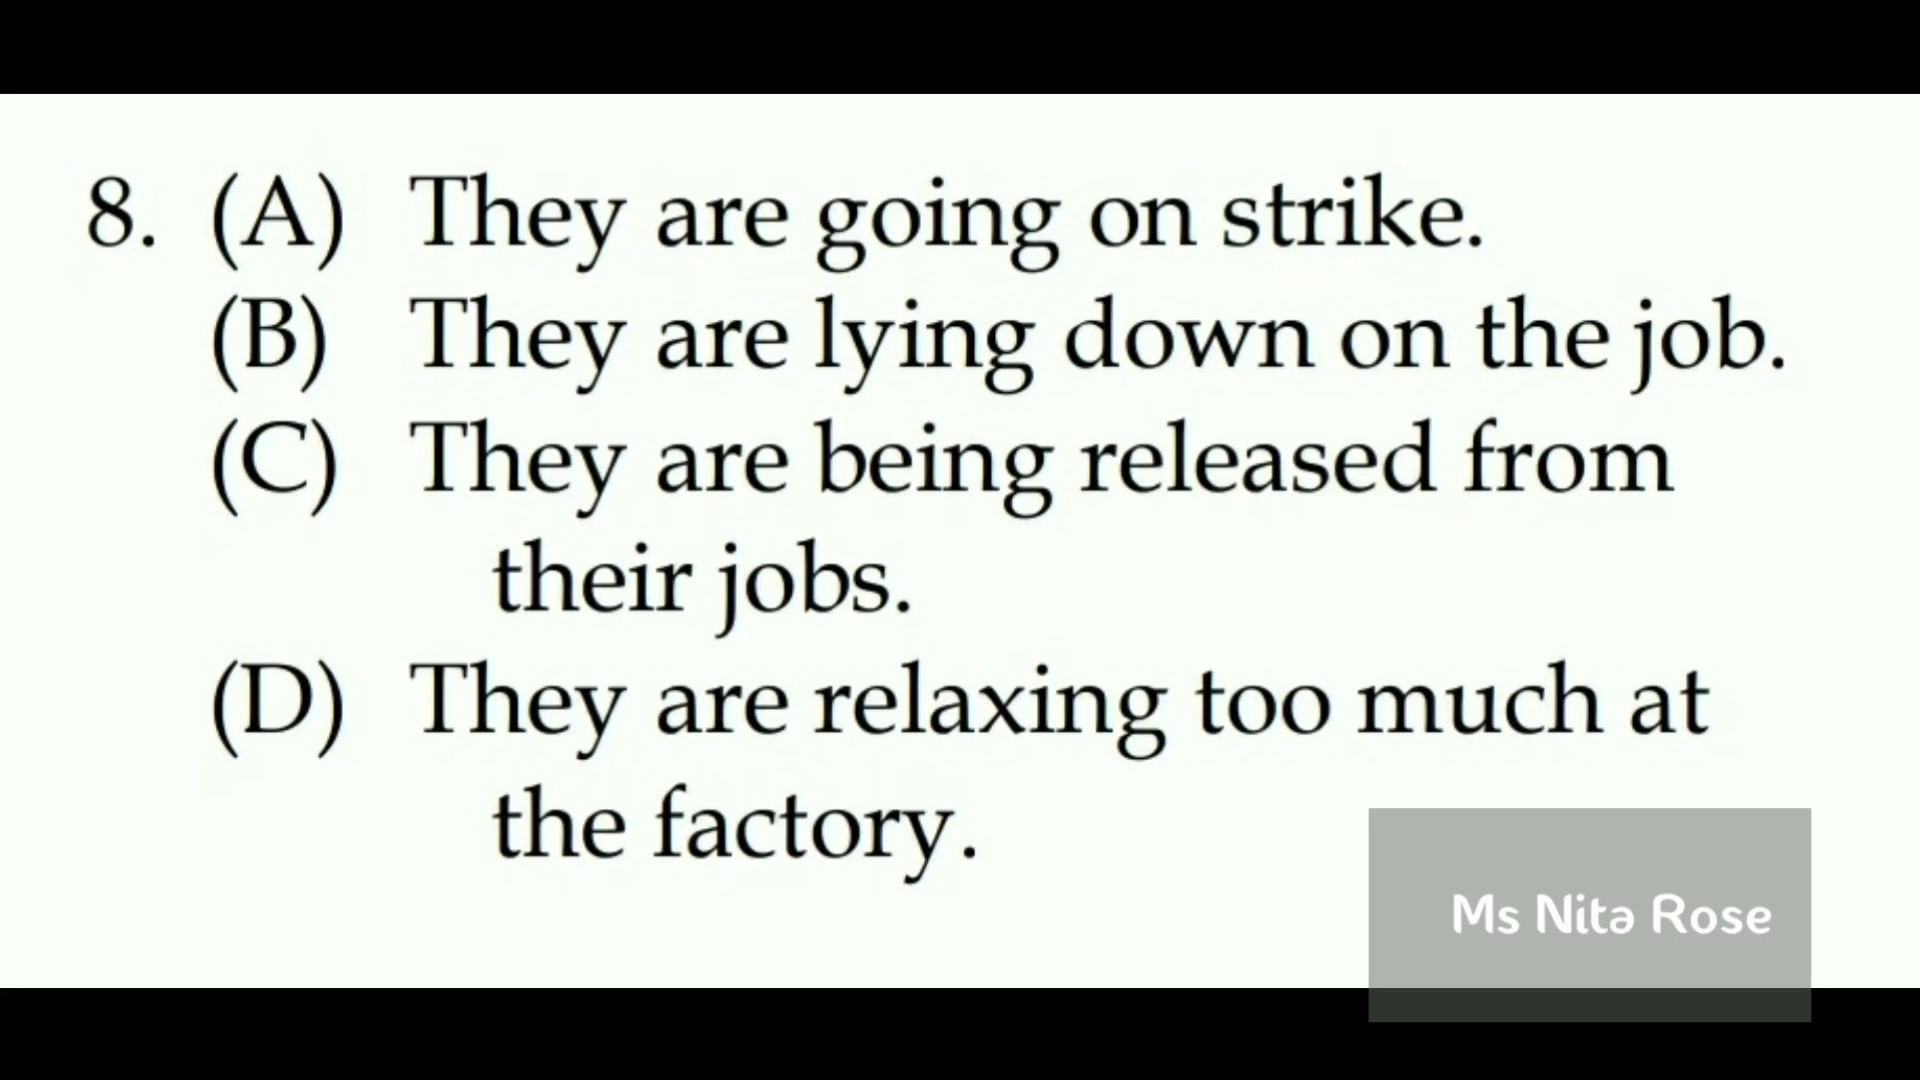 8. (A) They are going on strike.
(B) They are lying down on the job.
(C) They are being released from
their jobs.
(D) They are relaxing too much at
the factory.
Ms Nita Rose